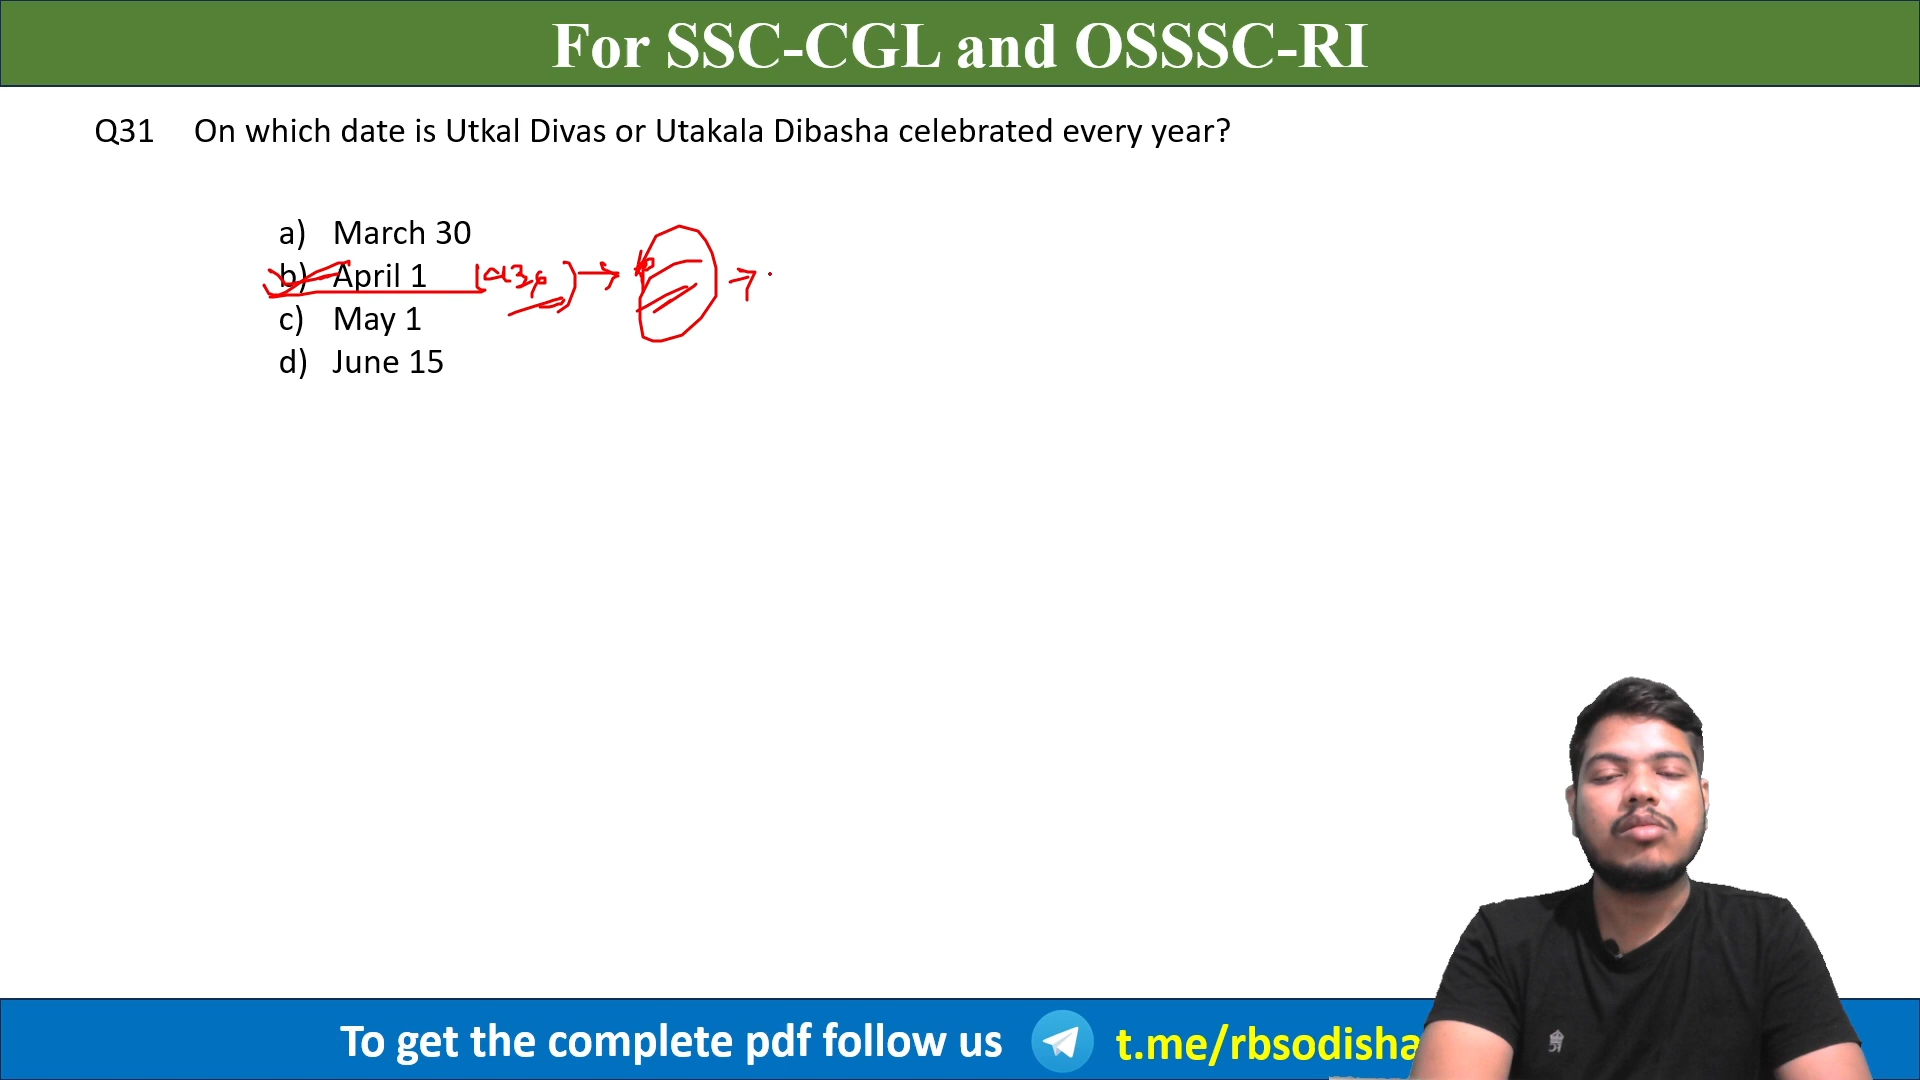 For SSC-CGL and OSSSC-RI
Q31 On which date is Utkal Divas or Utakala Dibasha celebrated every year?
a) March 30
b) April 1 (1936)
c) May 1
d) June 15
To get the complete pdf follow us t.me/rbsodisha